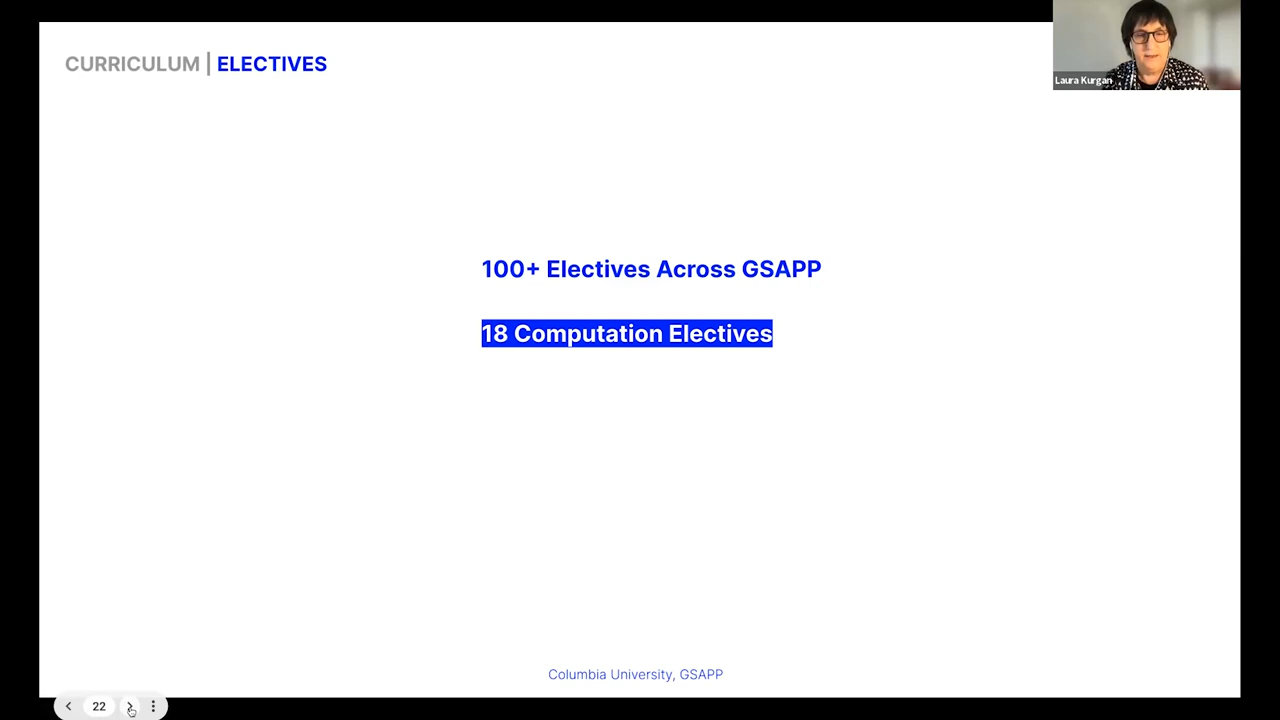 CURRICULUM | ELECTIVES
Laura Kurgan
100+ Electives Across GSAPP
18 Computation Electives
Columbia University, GSAPP
22